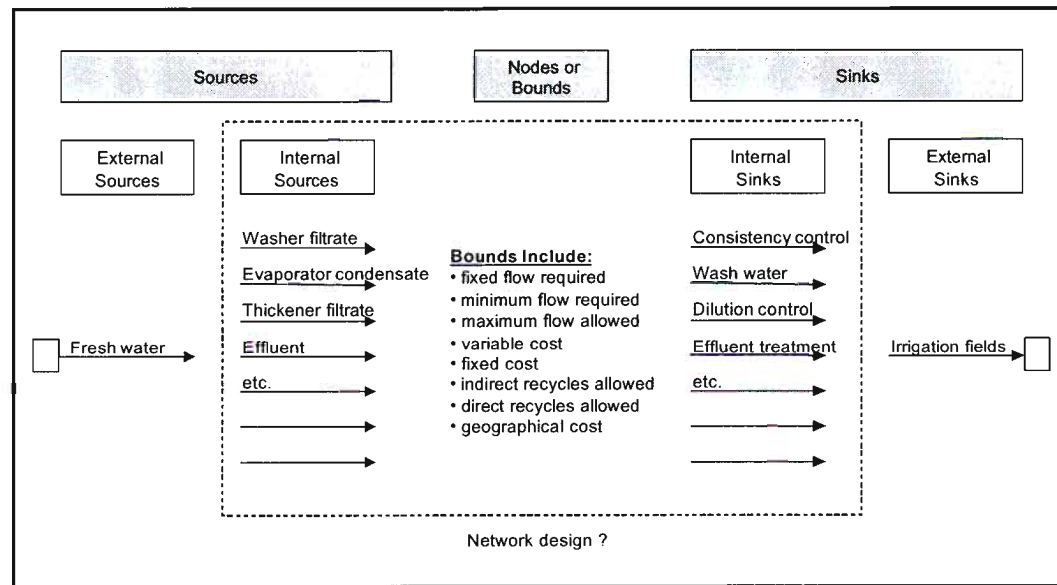 Sources
Nodes or
Bounds
Sinks
External
Sources
Internal
Sources
Internal
Sinks
External
Sinks
Fresh water
Washer filtrate
Evaporator condensate
Thickener filtrate
Effluent
etc.
Bounds Include:
• fixed flow required
• minimum flow required
• maximum flow allowed
• variable cost
• fixed cost
• indirect recycles allowed
• direct recycles allowed
• geographical cost
Consistency control
Wash water
Dilution control
Effluent treatment
etc.
Irrigation fields
Network design ?